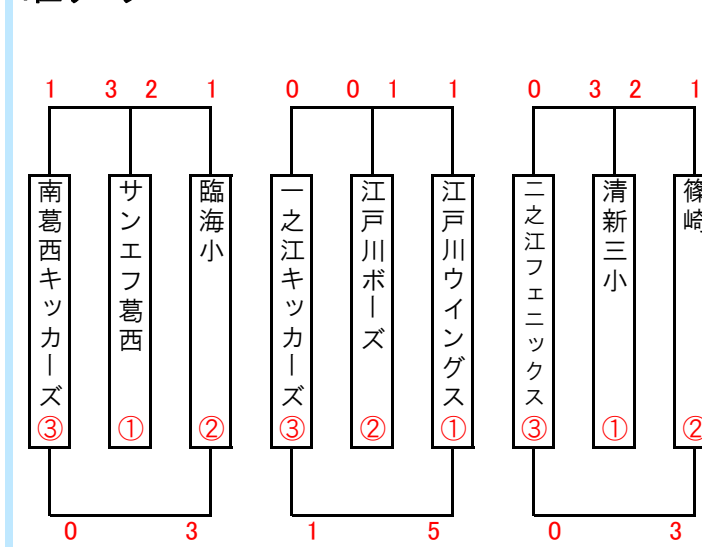 1 3 2 1 0 0 1 1 0 3 2 1
南葛西キッカーズ③
サンエフ葛西①
臨海小②
一之江キッカーズ③
江戸川ボーズ②
江戸川ウイングス①
二之江フェニックス③
清新三小①
篠崎②
0 3 1 5 0 3